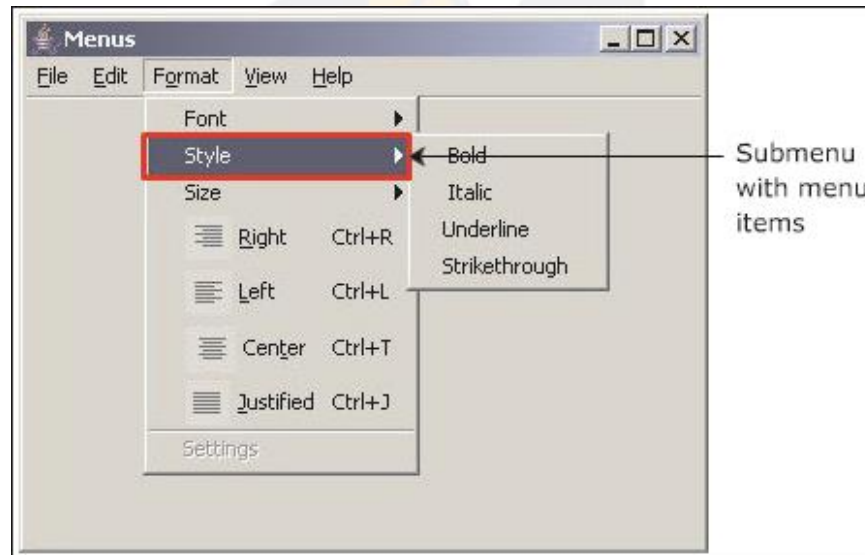 Menus
File Edit Format View Help
Font
Style
Size
Right Ctrl+R
Left Ctrl+L
Center Ctrl+T
Justified Ctrl+J
Settings
Bold
Italic
Underline
Strikethrough
Submenu
with menu
items